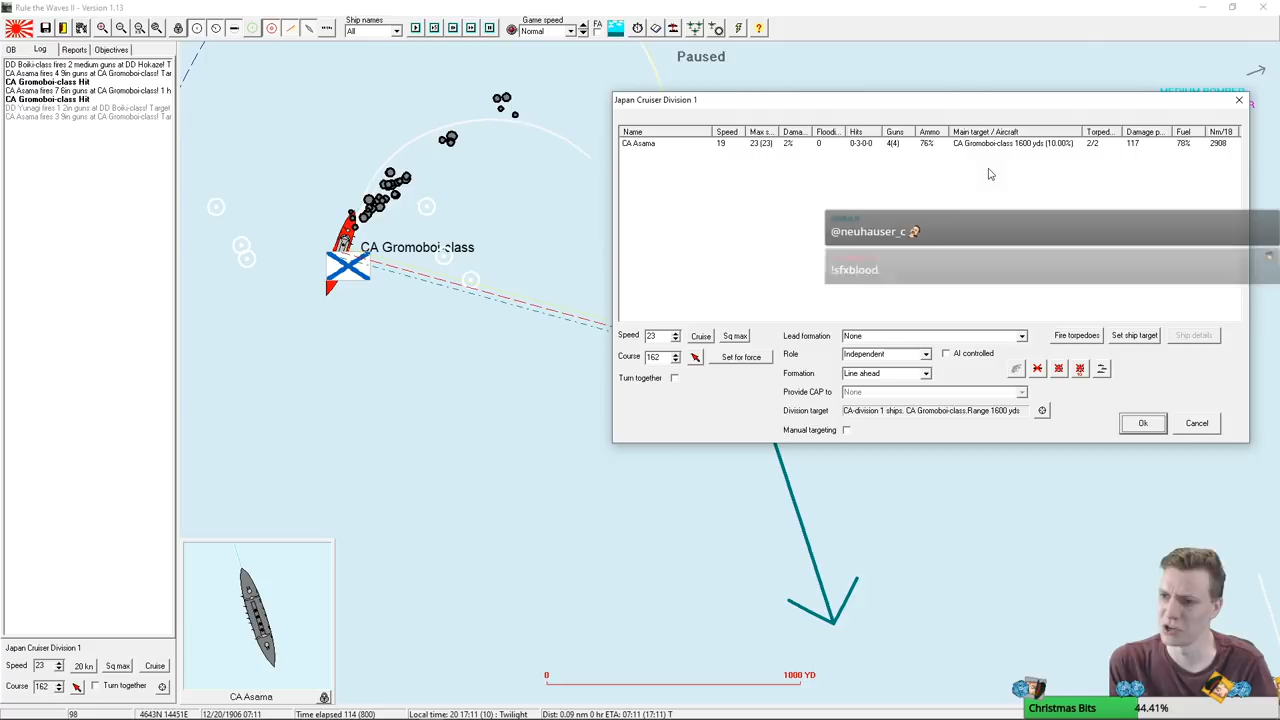 Rule the Waves II - Version 1.13
Ship names
All
Game speed
Normal
FA
OB Log Reports Objectives
DD Boiki-class fires 2 medium guns at DD Hokaze! T
CA Asama fires 4 9in guns at CA Gromoboi-class! Tar
CA Gromoboi-class Hit
CA Asama fires 7 6in guns at CA Gromoboi-class! 1 h
CA Gromoboi-class Hit
DD Yunagi fires 1 2in guns at DD Boiki-class! Target
CA Asama fires 3 9in guns at CA Gromoboi-class! Tar
Paused
MEDIUM BOMBER
CA Gromoboi-class
Japan Cruiser Division 1
Name Speed Max s... Dama... Floodi... Hits Guns Ammo Main target / Aircraft Torped... Damage p... Fuel Nm/18
CA Asama 19 23 (23) 2% 0 0-3-0-0 4(4) 76% CA Gromoboi-class 1600 yds (10.00%) 2/2 117 78% 2908
@neuhauser_c
!sfxblood
Speed 23 Cruise Sq max
Course 162 Set for force
Turn together
Lead formation None
Role Independent AI controlled
Formation Line ahead
Provide CAP to None
Division target CA-division 1 ships. CA Gromoboi-class.Range 1600 yds
Manual targeting
Fire torpedoes Set ship target Ship details
Ok Cancel
CA Asama
0 1000 YD
Japan Cruiser Division 1
Speed 23 20 kn Sq max Cruise
Course 162 Turn together
Christmas Bits 44.41%
98 4643N 14451E 12/20/1906 07:11 Time elapsed 114 (800) Local time 20 17:11 (10) : Twilight Dist: 0.09 nm 0 hr ETA: 07:11 (17:11) T